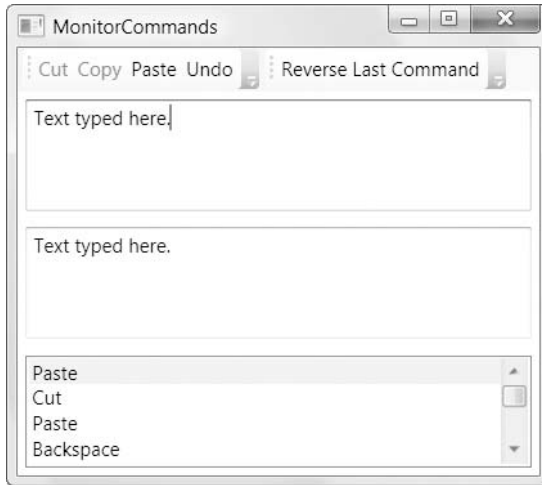 MonitorCommands
Cut Copy Paste Undo Reverse Last Command
Text typed here.
Text typed here.
Paste
Cut
Paste
Backspace